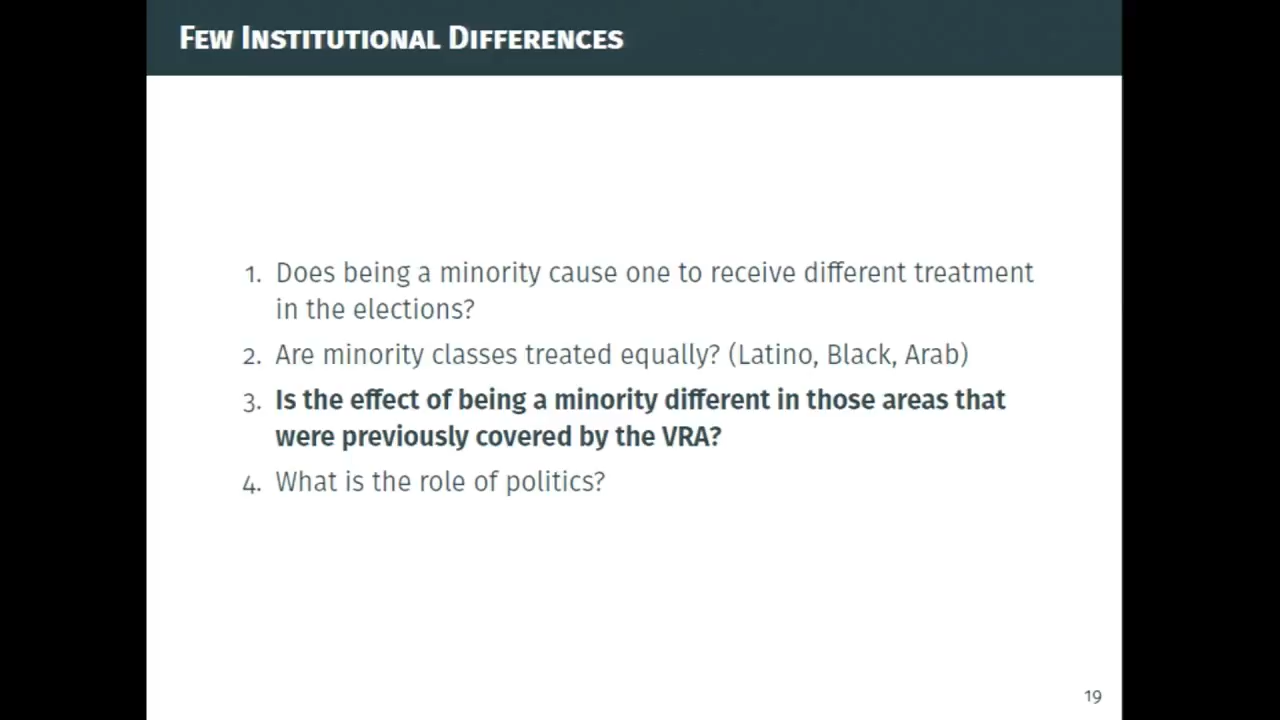 Few Institutional Differences
1. Does being a minority cause one to receive different treatment
in the elections?
2. Are minority classes treated equally? (Latino, Black, Arab)
3. Is the effect of being a minority different in those areas that
were previously covered by the VRA?
4. What is the role of politics?
19